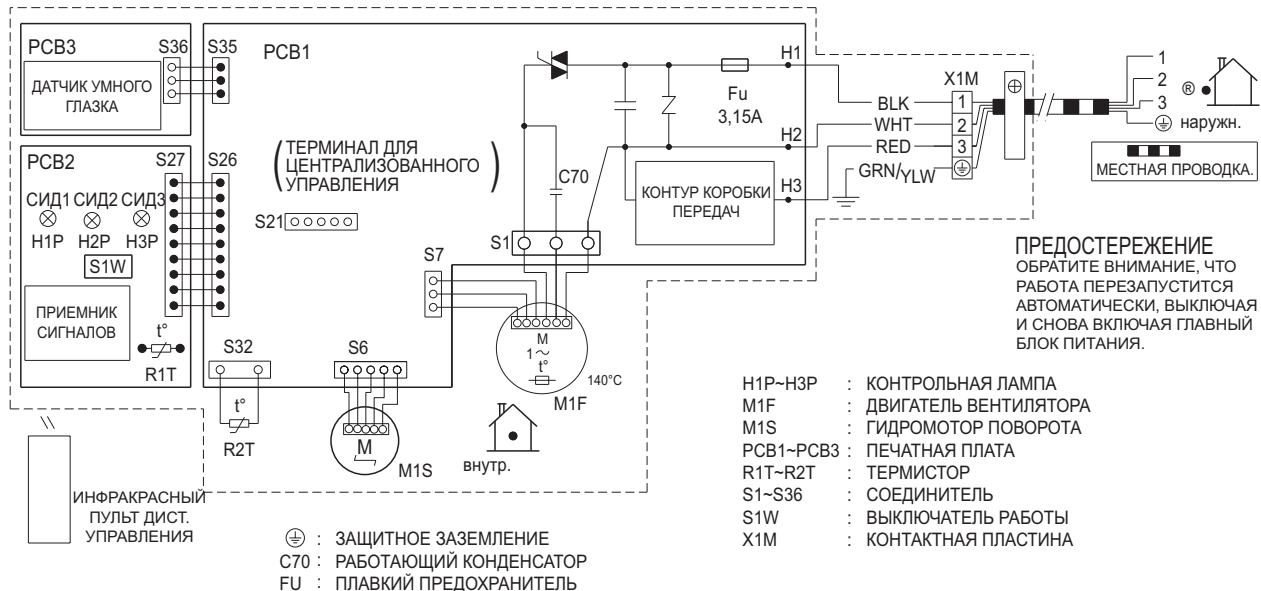 PCB3
S36
S35
PCB1
ДАТЧИК УМНОГО
ГЛАЗКА
PCB2
S27
S26
СИД1 СИД2 СИД3
H1P
H2P
H3P
S1W
ПРИЕМНИК
СИГНАЛОВ
t°
R1T
(ТЕРМИНАЛ ДЛЯ
ЦЕНТРАЛИЗОВАННОГО
УПРАВЛЕНИЯ)
S21
S7
S1
C70
Fu
3,15A
H1
H2
H3
КОНТУР КОРОБКИ
ПЕРЕДАЧ
BLK
WHT
RED
GRN/YLW
X1M
1
2
3
1
2
3
®
наружн.
МЕСТНАЯ ПРОВОДКА.
S32
t°
R2T
S6
M
M1S
M
1~
t°
140°C
M1F
внутр.
ИНФРАКРАСНЫЙ
ПУЛЬТ ДИСТ.
УПРАВЛЕНИЯ
ПРЕДОСТЕРЕЖЕНИЕ
ОБРАТИТЕ ВНИМАНИЕ, ЧТО
РАБОТА ПЕРЕЗАПУСТИТСЯ
АВТОМАТИЧЕСКИ, ВЫКЛЮЧАЯ
И СНОВА ВКЛЮЧАЯ ГЛАВНЫЙ
БЛОК ПИТАНИЯ.
H1P~H3P : КОНТРОЛЬНАЯ ЛАМПА
M1F : ДВИГАТЕЛЬ ВЕНТИЛЯТОРА
M1S : ГИДРОМОТОР ПОВОРОТА
PCB1~PCB3 : ПЕЧАТНАЯ ПЛАТА
R1T~R2T : ТЕРМИСТОР
S1~S36 : СОЕДИНИТЕЛЬ
S1W : ВЫКЛЮЧАТЕЛЬ РАБОТЫ
X1M : КОНТАКТНАЯ ПЛАСТИНА
: ЗАЩИТНОЕ ЗАЗЕМЛЕНИЕ
C70 : РАБОТАЮЩИЙ КОНДЕНСАТОР
FU : ПЛАВКИЙ ПРЕДОХРАНИТЕЛЬ